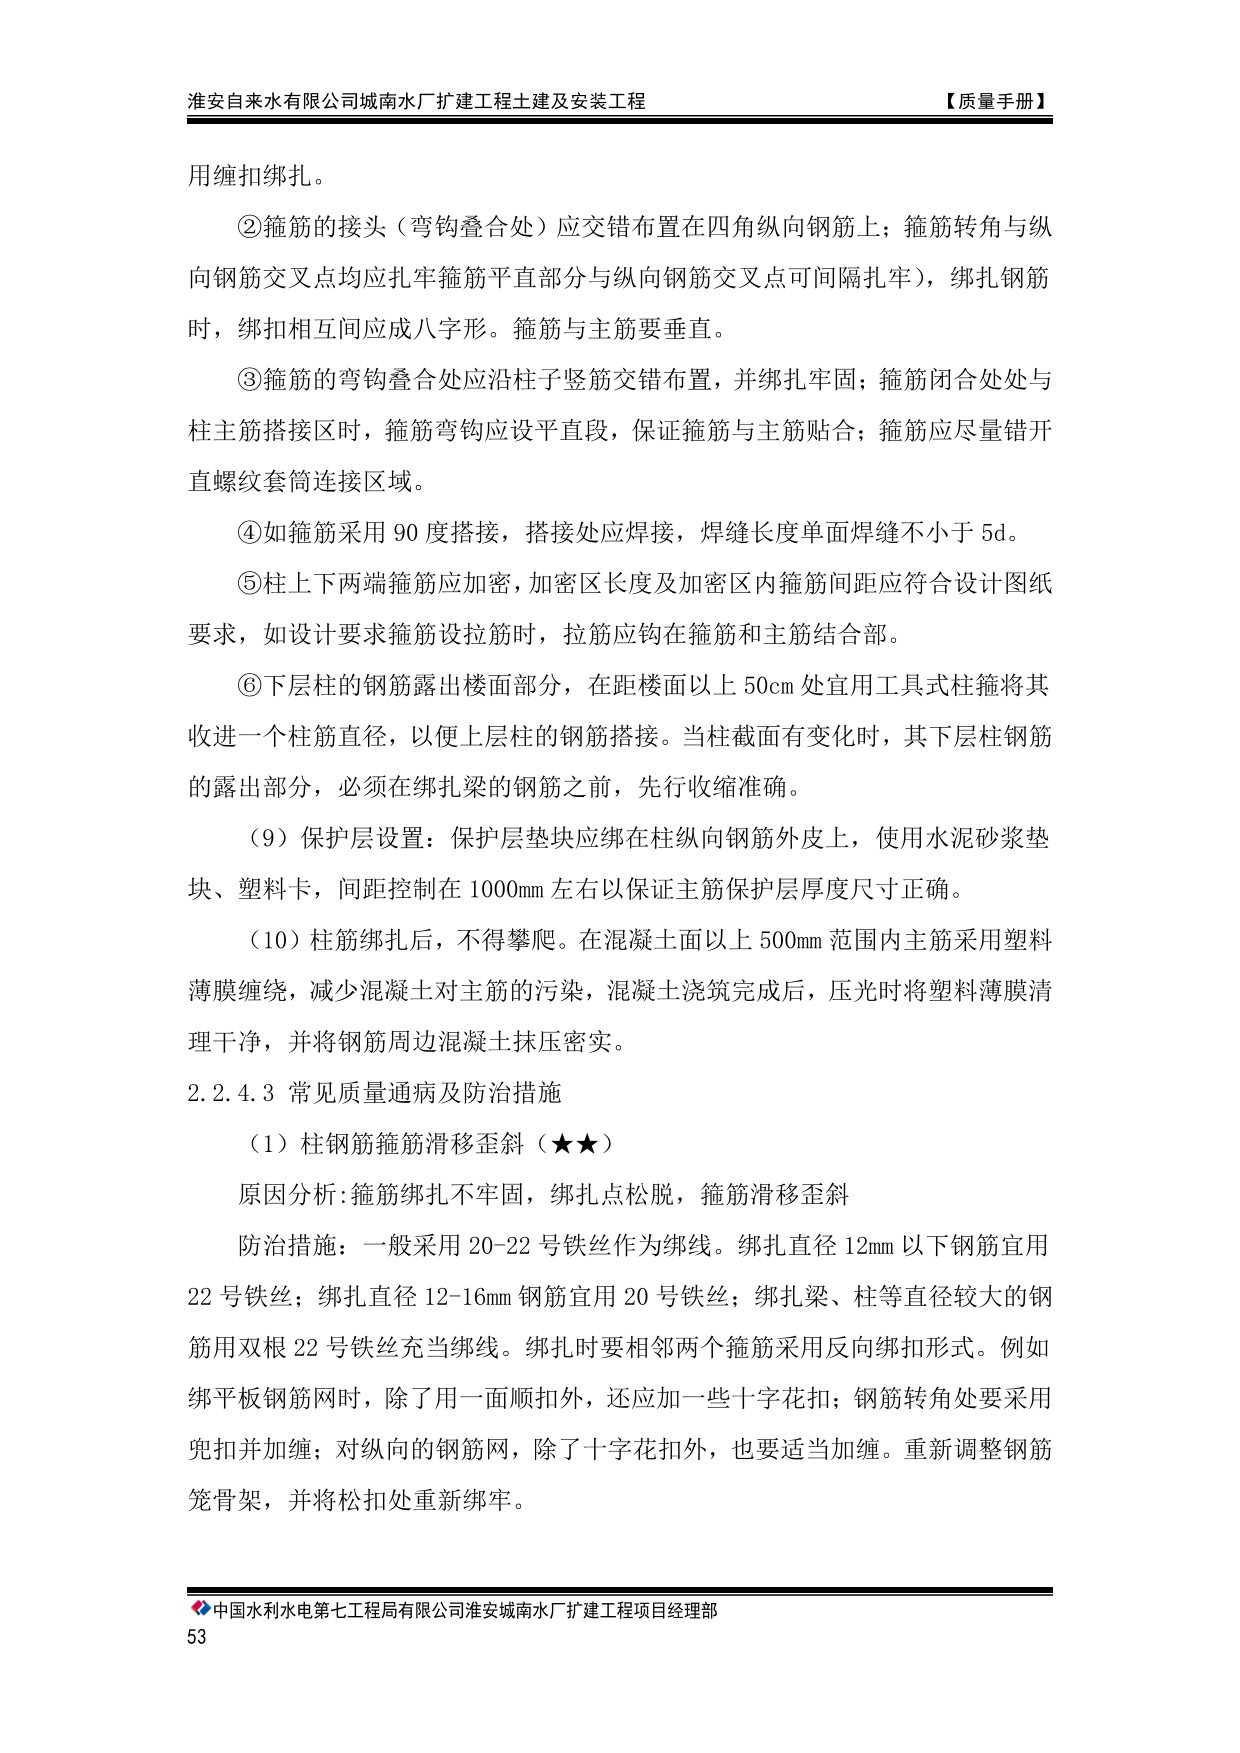 淮安自来水有限公司城南水厂扩建工程土建及安装工程 【质量手册】
用缠扣绑扎。
②箍筋的接头（弯钩叠合处）应交错布置在四角纵向钢筋上；箍筋转角与纵
向钢筋交叉点均应扎牢箍筋平直部分与纵向钢筋交叉点可间隔扎牢），绑扎钢筋
时，绑扣相互间应成八字形。箍筋与主筋要垂直。
③箍筋的弯钩叠合处应沿柱子竖筋交错布置，并绑扎牢固；箍筋闭合处处与
柱主筋搭接区时，箍筋弯钩应设平直段，保证箍筋与主筋贴合；箍筋应尽量错开
直螺纹套筒连接区域。
④如箍筋采用 90 度搭接，搭接处应焊接，焊缝长度单面焊缝不小于 5d。
⑤柱上下两端箍筋应加密，加密区长度及加密区内箍筋间距应符合设计图纸
要求，如设计要求箍筋设拉筋时，拉筋应钩在箍筋和主筋结合部。
⑥下层柱的钢筋露出楼面部分，在距楼面以上 50cm 处宜用工具式柱箍将其
收进一个柱筋直径，以便上层柱的钢筋搭接。当柱截面有变化时，其下层柱钢筋
的露出部分，必须在绑扎梁的钢筋之前，先行收缩准确。
（9）保护层设置：保护层垫块应绑在柱纵向钢筋外皮上，使用水泥砂浆垫
块、塑料卡，间距控制在 1000mm 左右以保证主筋保护层厚度尺寸正确。
（10）柱筋绑扎后，不得攀爬。在混凝土面以上 500mm 范围内主筋采用塑料
薄膜缠绕，减少混凝土对主筋的污染，混凝土浇筑完成后，压光时将塑料薄膜清
理干净，并将钢筋周边混凝土抹压密实。
2.2.4.3 常见质量通病及防治措施
（1）柱钢筋箍筋滑移歪斜（★★）
原因分析:箍筋绑扎不牢固，绑扎点松脱，箍筋滑移歪斜
防治措施：一般采用 20-22 号铁丝作为绑线。绑扎直径 12mm 以下钢筋宜用
22 号铁丝；绑扎直径 12-16mm 钢筋宜用 20 号铁丝；绑扎梁、柱等直径较大的钢
筋用双根 22 号铁丝充当绑线。绑扎时要相邻两个箍筋采用反向绑扣形式。例如
绑平板钢筋网时，除了用一面顺扣外，还应加一些十字花扣；钢筋转角处要采用
兜扣并加缠；对纵向的钢筋网，除了十字花扣外，也要适当加缠。重新调整钢筋
笼骨架，并将松扣处重新绑牢。
中国水利水电第七工程局有限公司淮安城南水厂扩建工程项目经理部
53